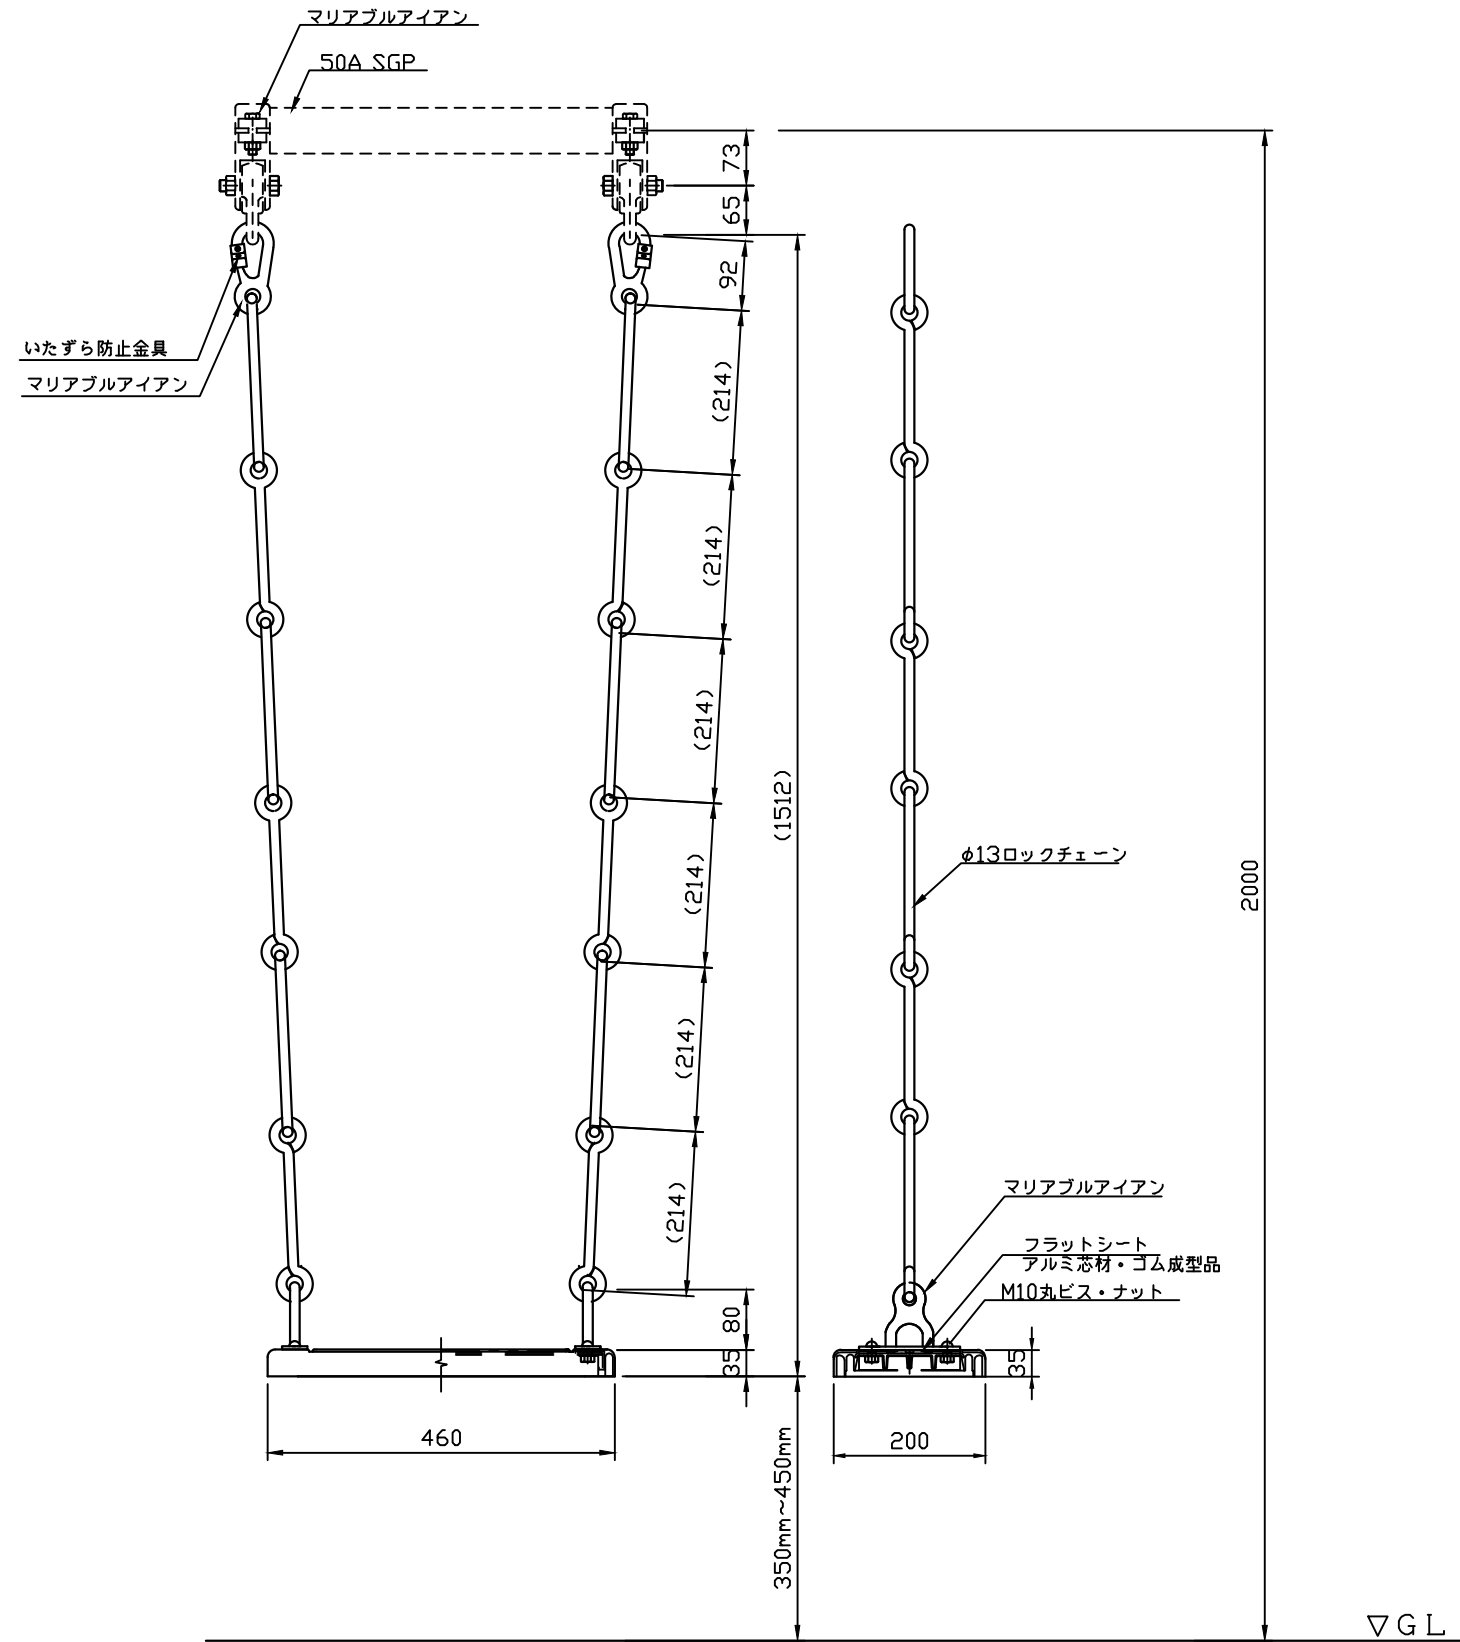 マリアブルアイアン
50A SGP
73
65
92
いたずら防止金具
マリアブルアイアン
(214)
(214)
(214)
(214)
(214)
(214)
(1512)
φ13ロックチェーン
2000
マリアブルアイアン
フラットシート
アルミ芯材・ゴム成型品
M10丸ビス・ナット
80
35
35
460
200
350mm~450mm
▽GL